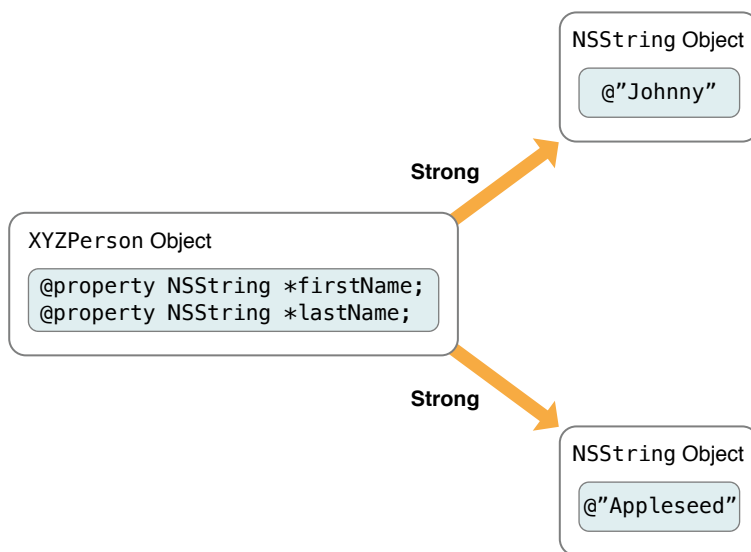 NSString Object
@”Johnny”
Strong
XYZPerson Object
@property NSString *firstName;
@property NSString *lastName;
Strong
NSString Object
@”Appleseed”